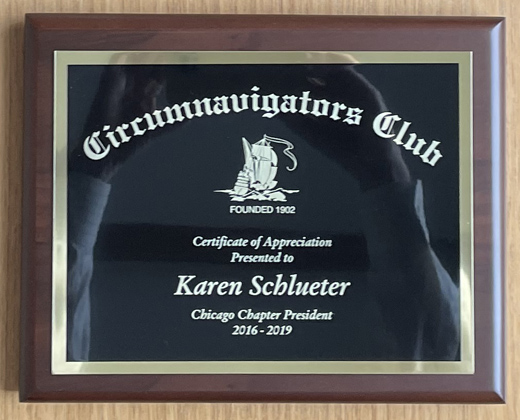 Circumnavigators Club
FOUNDED 1902
Certificate of Appreciation
Presented to
Karen Schlueter
Chicago Chapter President
2016 - 2019